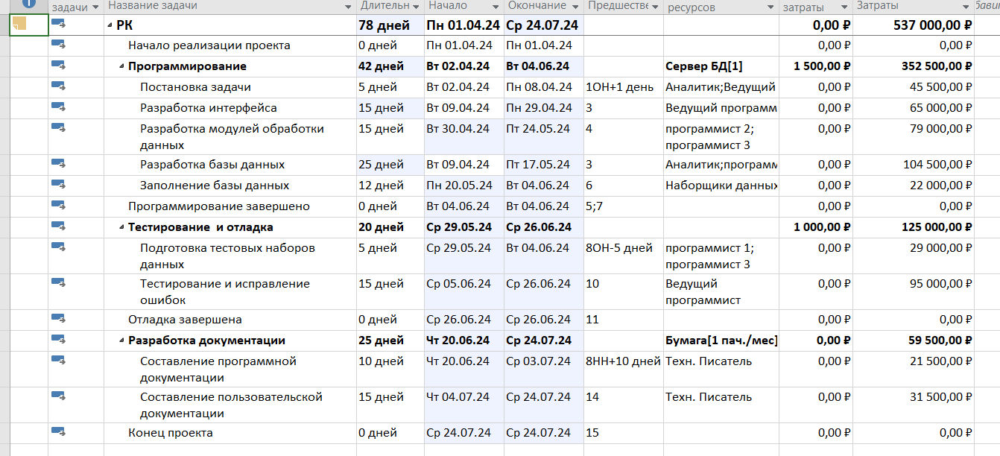 задачи Название задачи Длительн Начало Окончание Предшестве ресурсов затраты Затраты
РК 78 дней Пн 01.04.24 Ср 24.07.24 0,00 ₽ 537 000,00 ₽
Начало реализации проекта 0 дней Пн 01.04.24 Пн 01.04.24 0,00 ₽ 0,00 ₽
Программирование 42 дней Вт 02.04.24 Вт 04.06.24 Сервер БД[1] 1 500,00 ₽ 352 500,00 ₽
Постановка задачи 5 дней Вт 02.04.24 Пн 08.04.24 1ОН+1 день Аналитик;Ведущий 0,00 ₽ 45 500,00 ₽
Разработка интерфейса 15 дней Вт 09.04.24 Пн 29.04.24 3 Ведущий программ 0,00 ₽ 65 000,00 ₽
Разработка модулей обработки 15 дней Вт 30.04.24 Пт 24.05.24 4 программист 2; 0,00 ₽ 79 000,00 ₽
данных программист 3
Разработка базы данных 25 дней Вт 09.04.24 Пт 17.05.24 3 Аналитик;программ 0,00 ₽ 104 500,00 ₽
Заполнение базы данных 12 дней Пн 20.05.24 Вт 04.06.24 6 Наборщики данных 0,00 ₽ 22 000,00 ₽
Программирование завершено 0 дней Вт 04.06.24 Вт 04.06.24 5;7 0,00 ₽ 0,00 ₽
Тестирование и отладка 20 дней Ср 29.05.24 Ср 26.06.24 1 000,00 ₽ 125 000,00 ₽
Подготовка тестовых наборов 5 дней Ср 29.05.24 Вт 04.06.24 8ОН-5 дней программист 1; 0,00 ₽ 29 000,00 ₽
данных программист 3
Тестирование и исправление 15 дней Ср 05.06.24 Ср 26.06.24 10 Ведущий 0,00 ₽ 95 000,00 ₽
ошибок программист
Отладка завершена 0 дней Ср 26.06.24 Ср 26.06.24 11 0,00 ₽ 0,00 ₽
Разработка документации 25 дней Чт 20.06.24 Ср 24.07.24 Бумага[1 пач./мес] 0,00 ₽ 59 500,00 ₽
Составление программной 10 дней Чт 20.06.24 Ср 03.07.24 8НН+10 дней Техн. Писатель 0,00 ₽ 21 500,00 ₽
документации
Составление пользовательской 15 дней Чт 04.07.24 Ср 24.07.24 14 Техн. Писатель 0,00 ₽ 31 500,00 ₽
документации
Конец проекта 0 дней Ср 24.07.24 Ср 24.07.24 15 0,00 ₽ 0,00 ₽